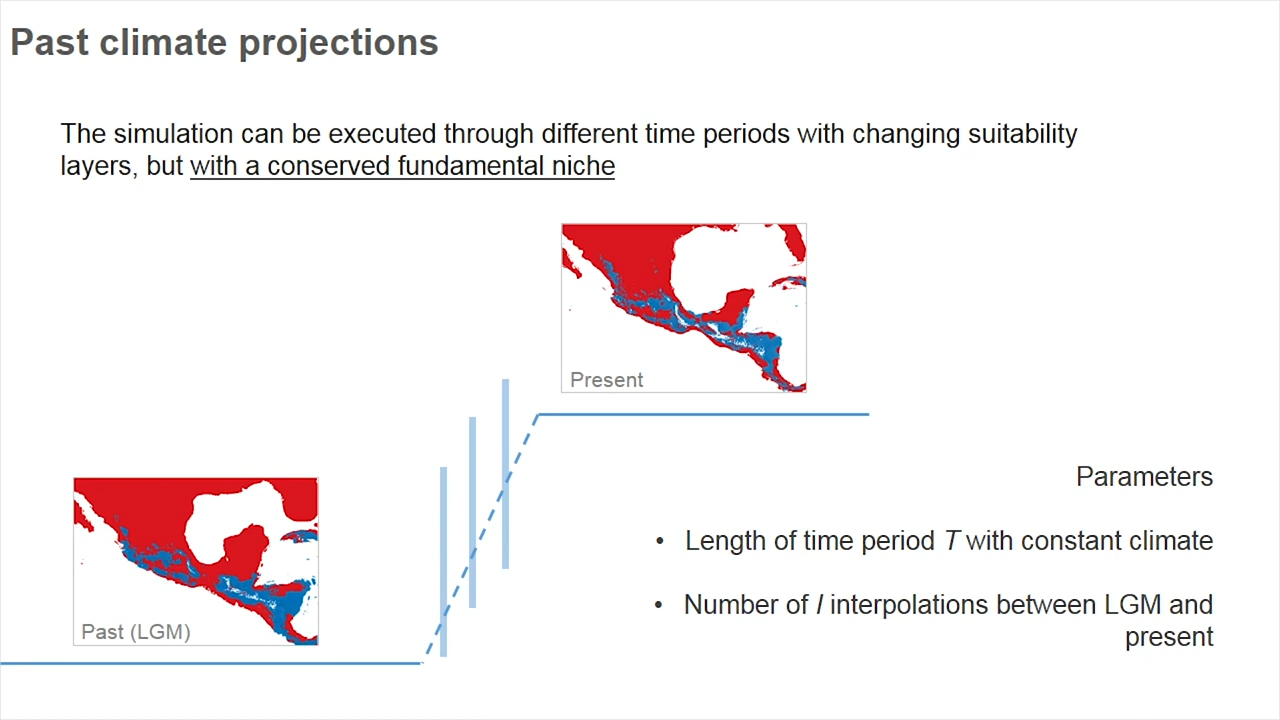 Past climate projections
The simulation can be executed through different time periods with changing suitability
layers, but with a conserved fundamental niche
Present
Past (LGM)
Parameters
• Length of time period T with constant climate
• Number of I interpolations between LGM and
present